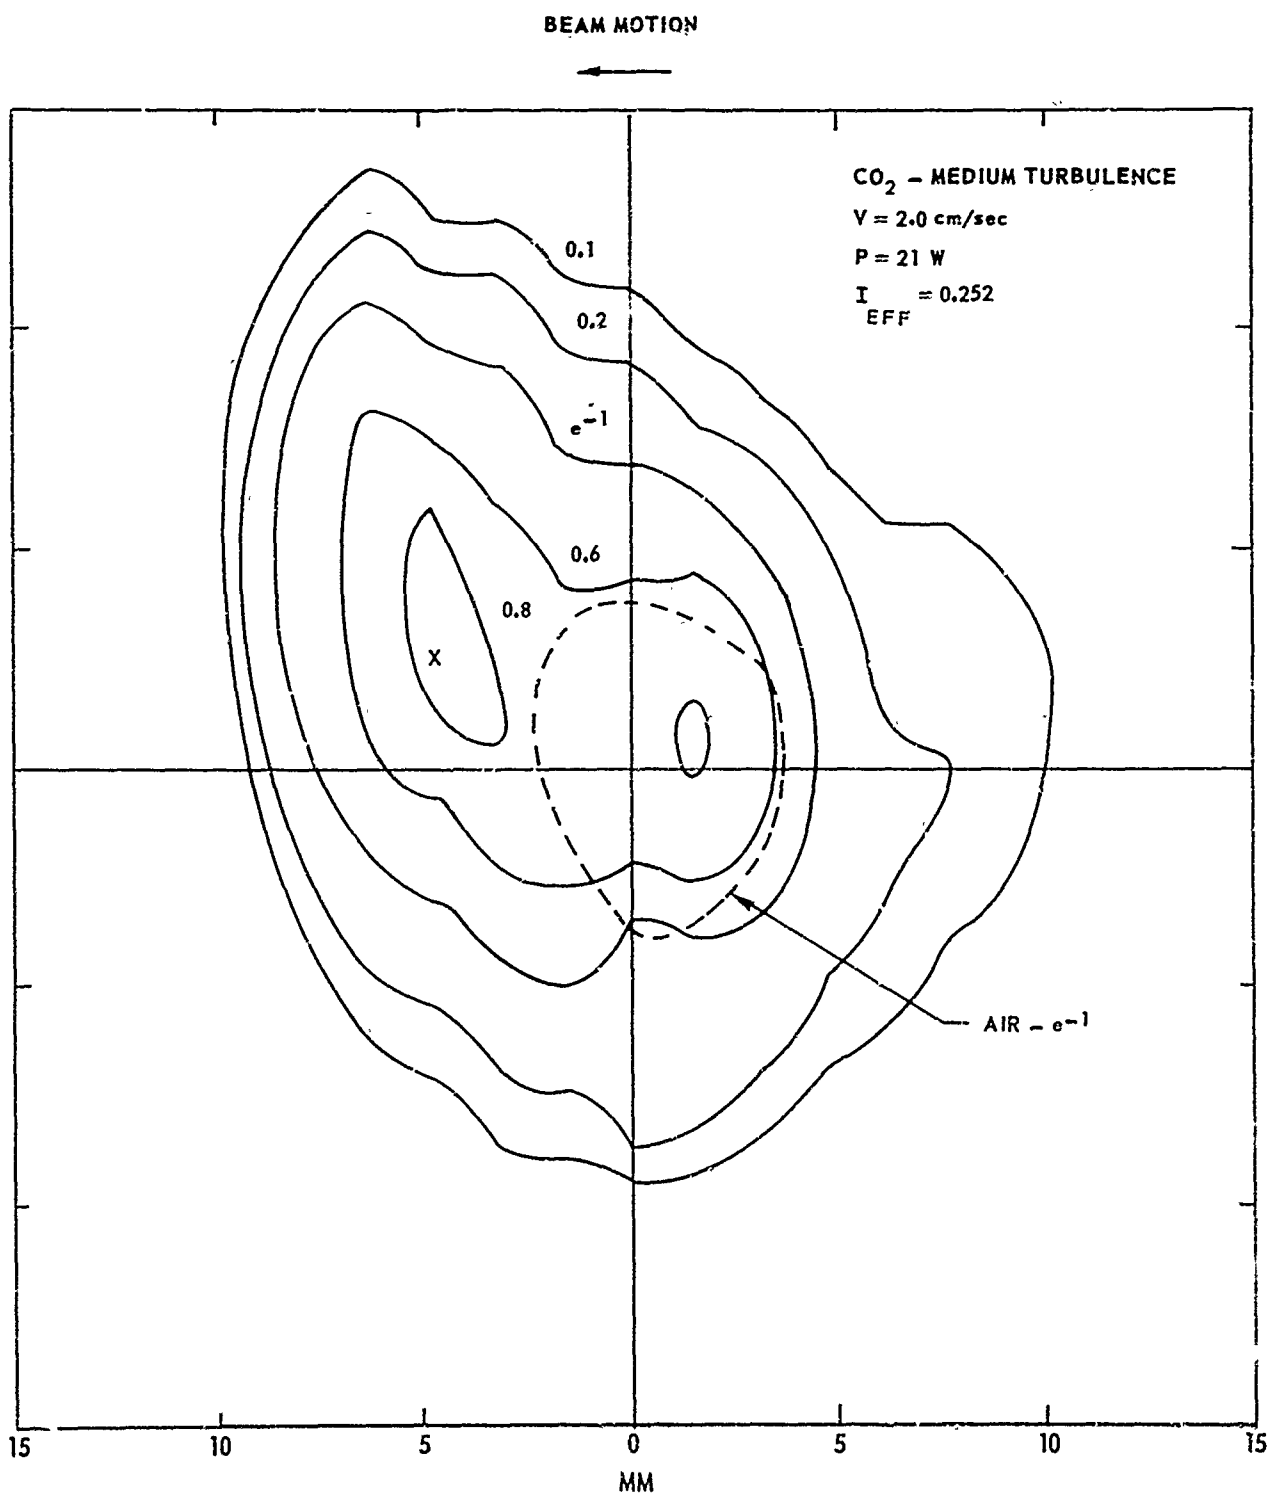 BEAM MOTION
CO₂ – MEDIUM TURBULENCE
V = 2.0 cm/sec
P = 21 W
I EFF = 0.252
0.1
0.2
e⁻¹
0.6
0.8
X
AIR – e⁻¹
15 10 5 0 5 10 15
MM